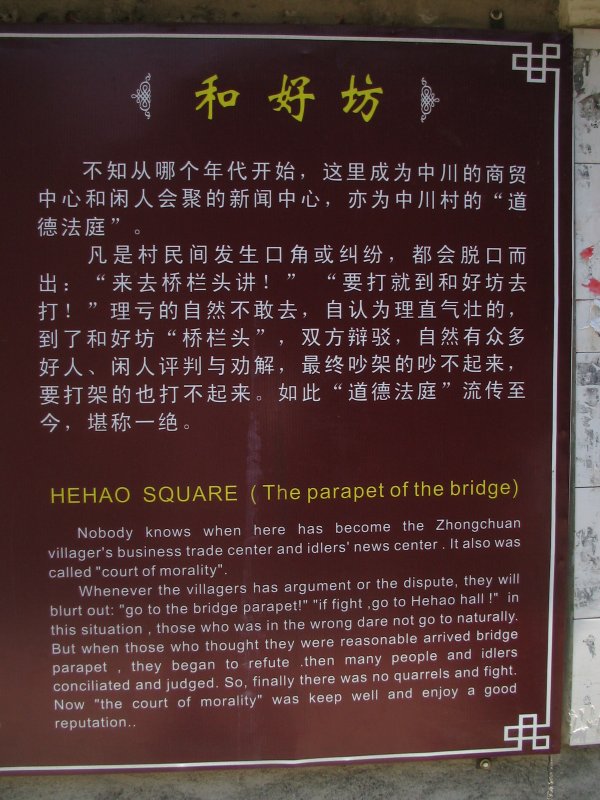 和好坊
不知从哪个年代开始，这里成为中川的商贸
中心和闲人会聚的新闻中心，亦为中川村的“道
德法庭”。
凡是村民间发生口角或纠纷，都会脱口而
出：“来去桥栏头讲！” “要打就到和好坊去
打！”理亏的自然不敢去，自认为理直气壮的，
到了和好坊“桥栏头”，双方辩驳，自然有众多
好人、闲人评判与劝解，最终吵架的吵不起来，
要打架的也打不起来。如此“道德法庭”流传至
今，堪称一绝。
HEHAO SQUARE (The parapet of the bridge)
Nobody knows when here has become the Zhongchuan
villager's business trade center and idlers' news center . It also was
called "court of morality".
Whenever the villagers has argument or the dispute, they will
blurt out: "go to the bridge parapet!" "if fight ,go to Hehao hall !" in
this situation , those who was in the wrong dare not go to naturally.
But when those who thought they were reasonable arrived bridge
parapet , they began to refute .then many people and idlers
conciliated and judged. So, finally there was no quarrels and fight.
Now "the court of morality" was keep well and enjoy a good
reputation..